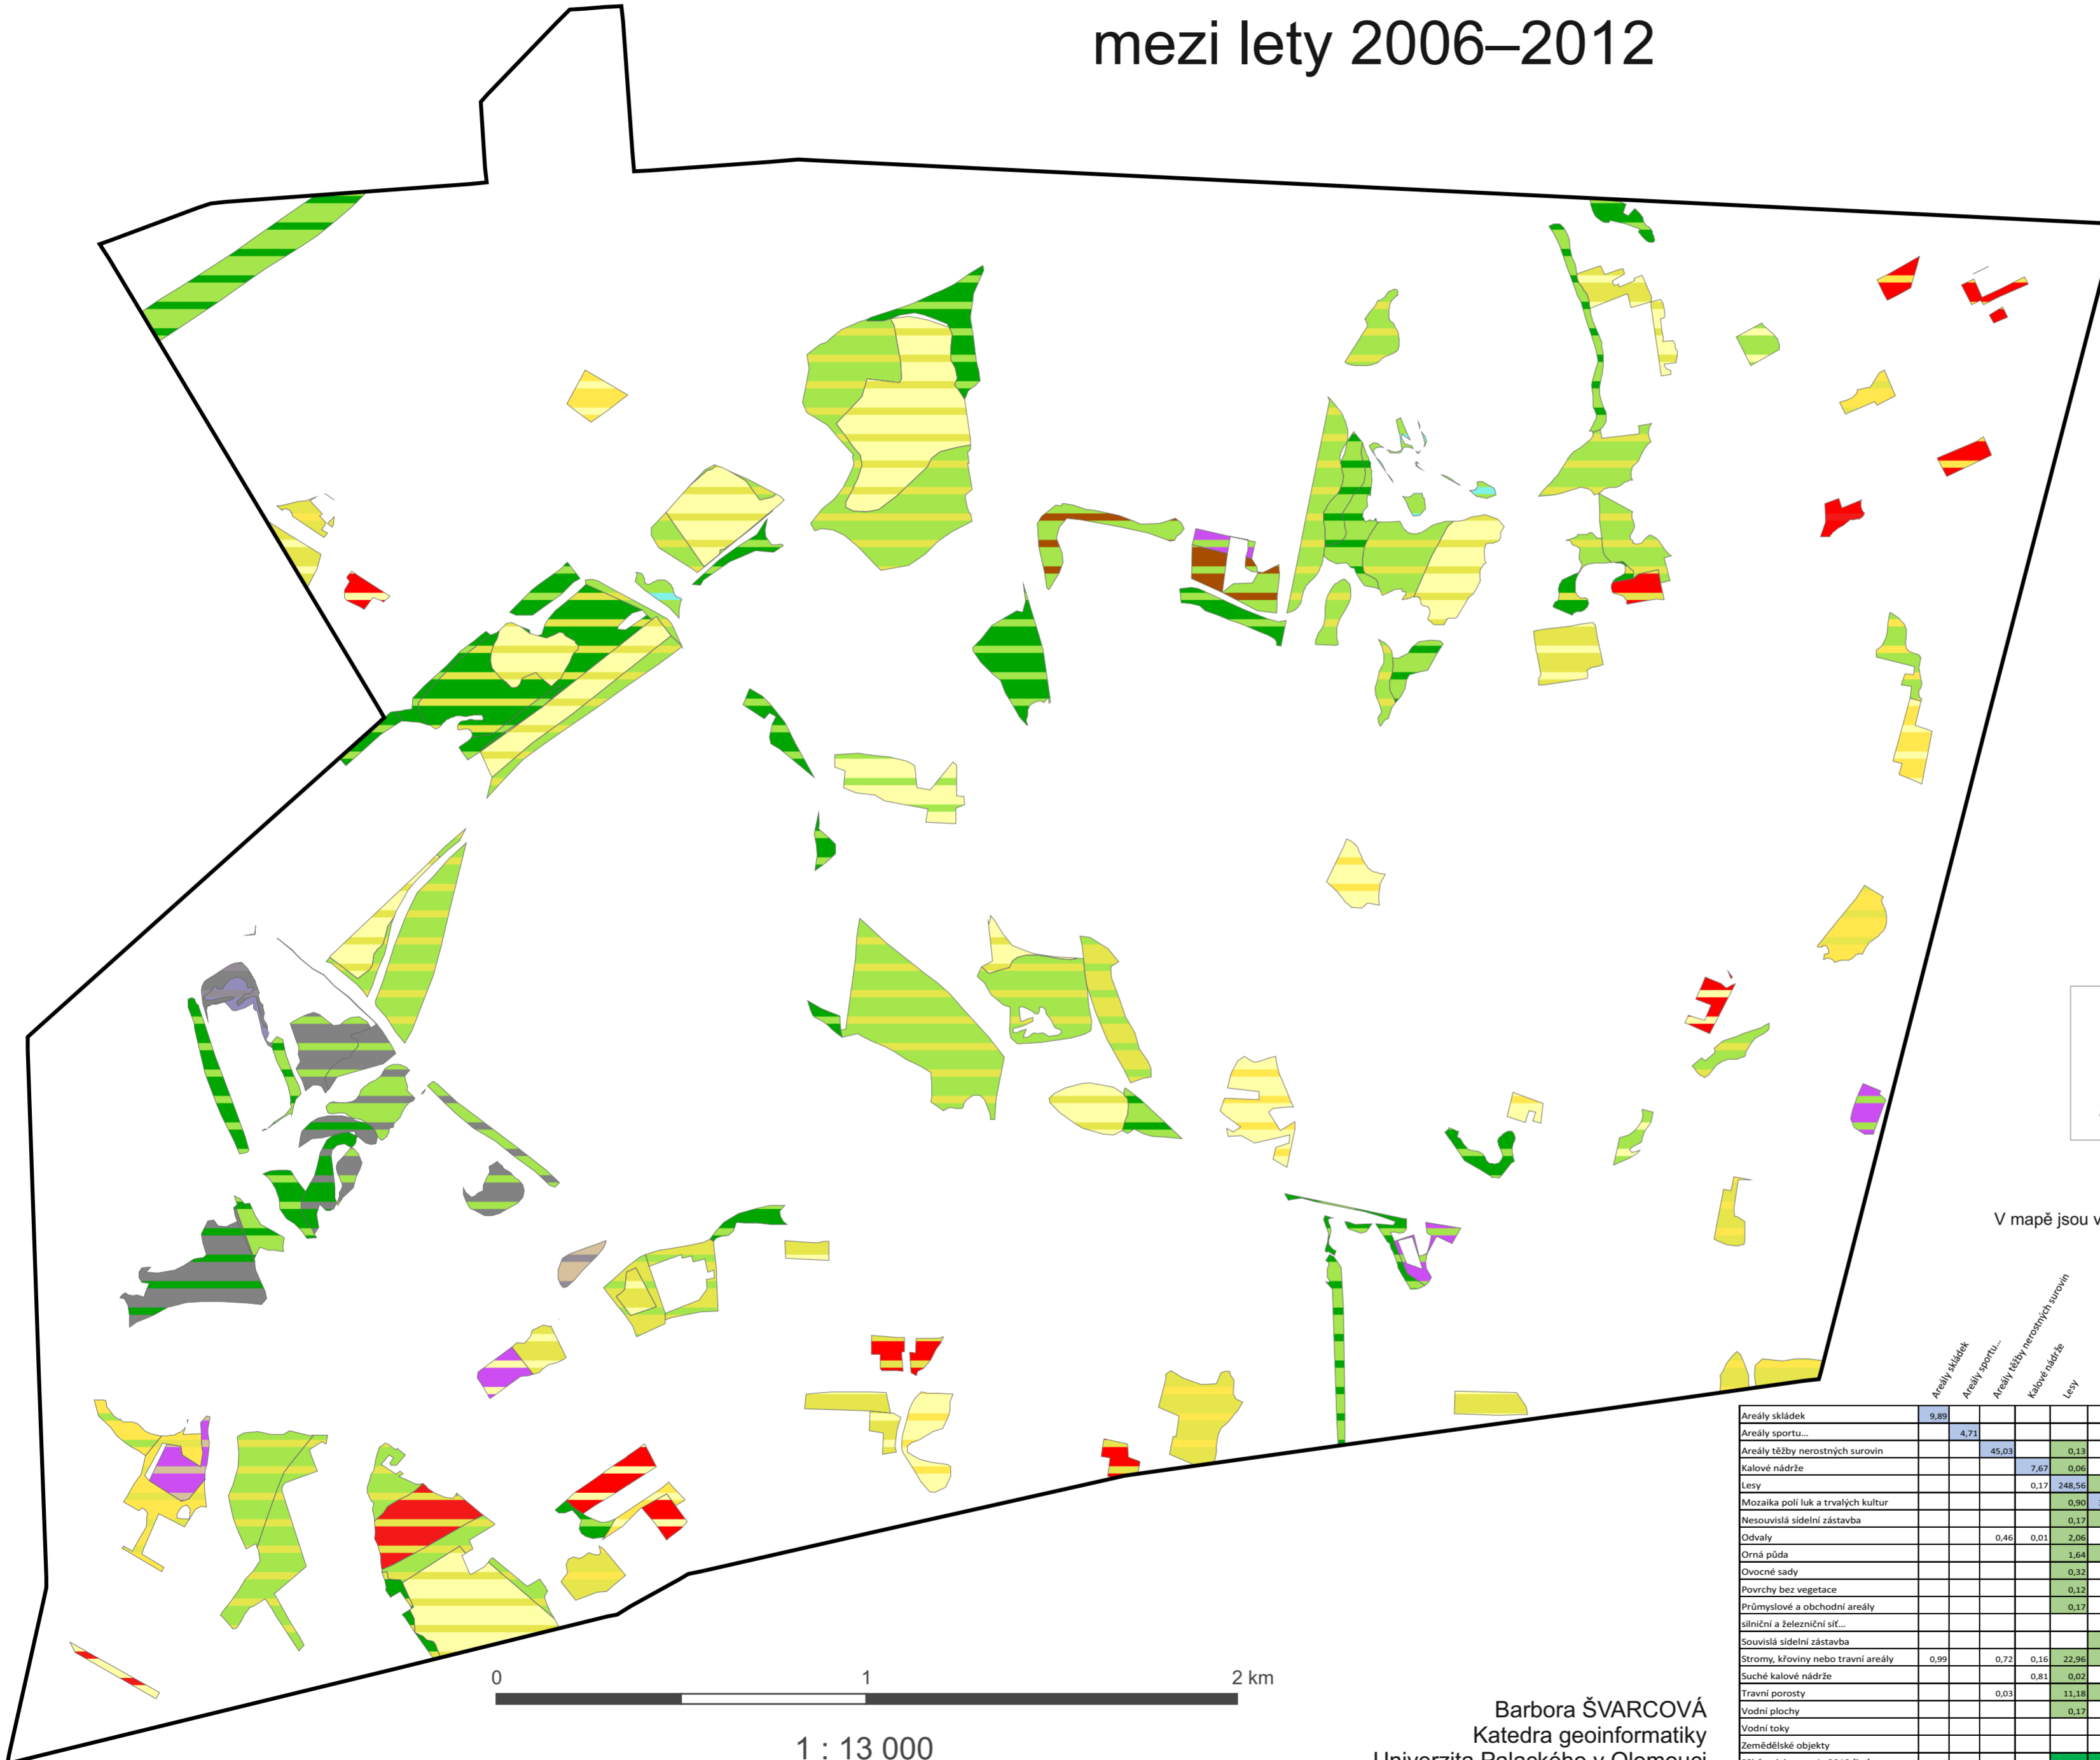 mezi lety 2006–2012
V mapě jsou v
Areály skládek
Areály sportu...
Areály těžby nerostných surovin
Kalové nádrže
Lesy
Areály skládek 9,89
Areály sportu... 4,71
Areály těžby nerostných surovin 45,03 0,13
Kalové nádrže 7,67 0,06
Lesy 0,17 248,56
Mozaika polí luk a trvalých kultur 0,90
Nesouvislá sídelní zástavba 0,17
Odvaly 0,46 0,01 2,06
Orná půda 1,64
Ovocné sady 0,32
Povrchy bez vegetace 0,12
Průmyslové a obchodní areály 0,17
silniční a železniční síť...
Souvislá sídelní zástavba
Stromy, křoviny nebo travní areály 0,99 0,72 0,16 22,96
Suché kalové nádrže 0,81 0,02
Travní porosty 0,03 11,18
Vodní plochy 0,17
Vodní toky
Zemědělské objekty
0 1 2 km
1 : 13 000
Barbora ŠVARCOVÁ
Katedra geoinformatiky
Univerzita Palackého v Olomouci